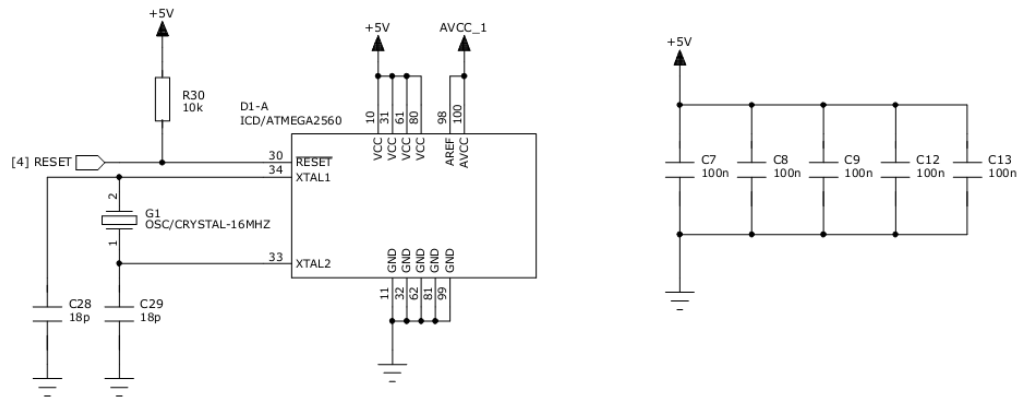 +5V
+5V
AVCC_1
+5V
R30
10k
D1-A
ICD/ATMEGA2560
10
31
61
80
98
100
VCC
VCC
VCC
VCC
AREF
AVCC
[4] RESET
30
RESET
34
XTAL1
2
G1
OSC/CRYSTAL-16MHZ
1
33
XTAL2
GND
GND
GND
GND
GND
11
32
62
81
99
C28
18p
C29
18p
C7
100n
C8
100n
C9
100n
C12
100n
C13
100n